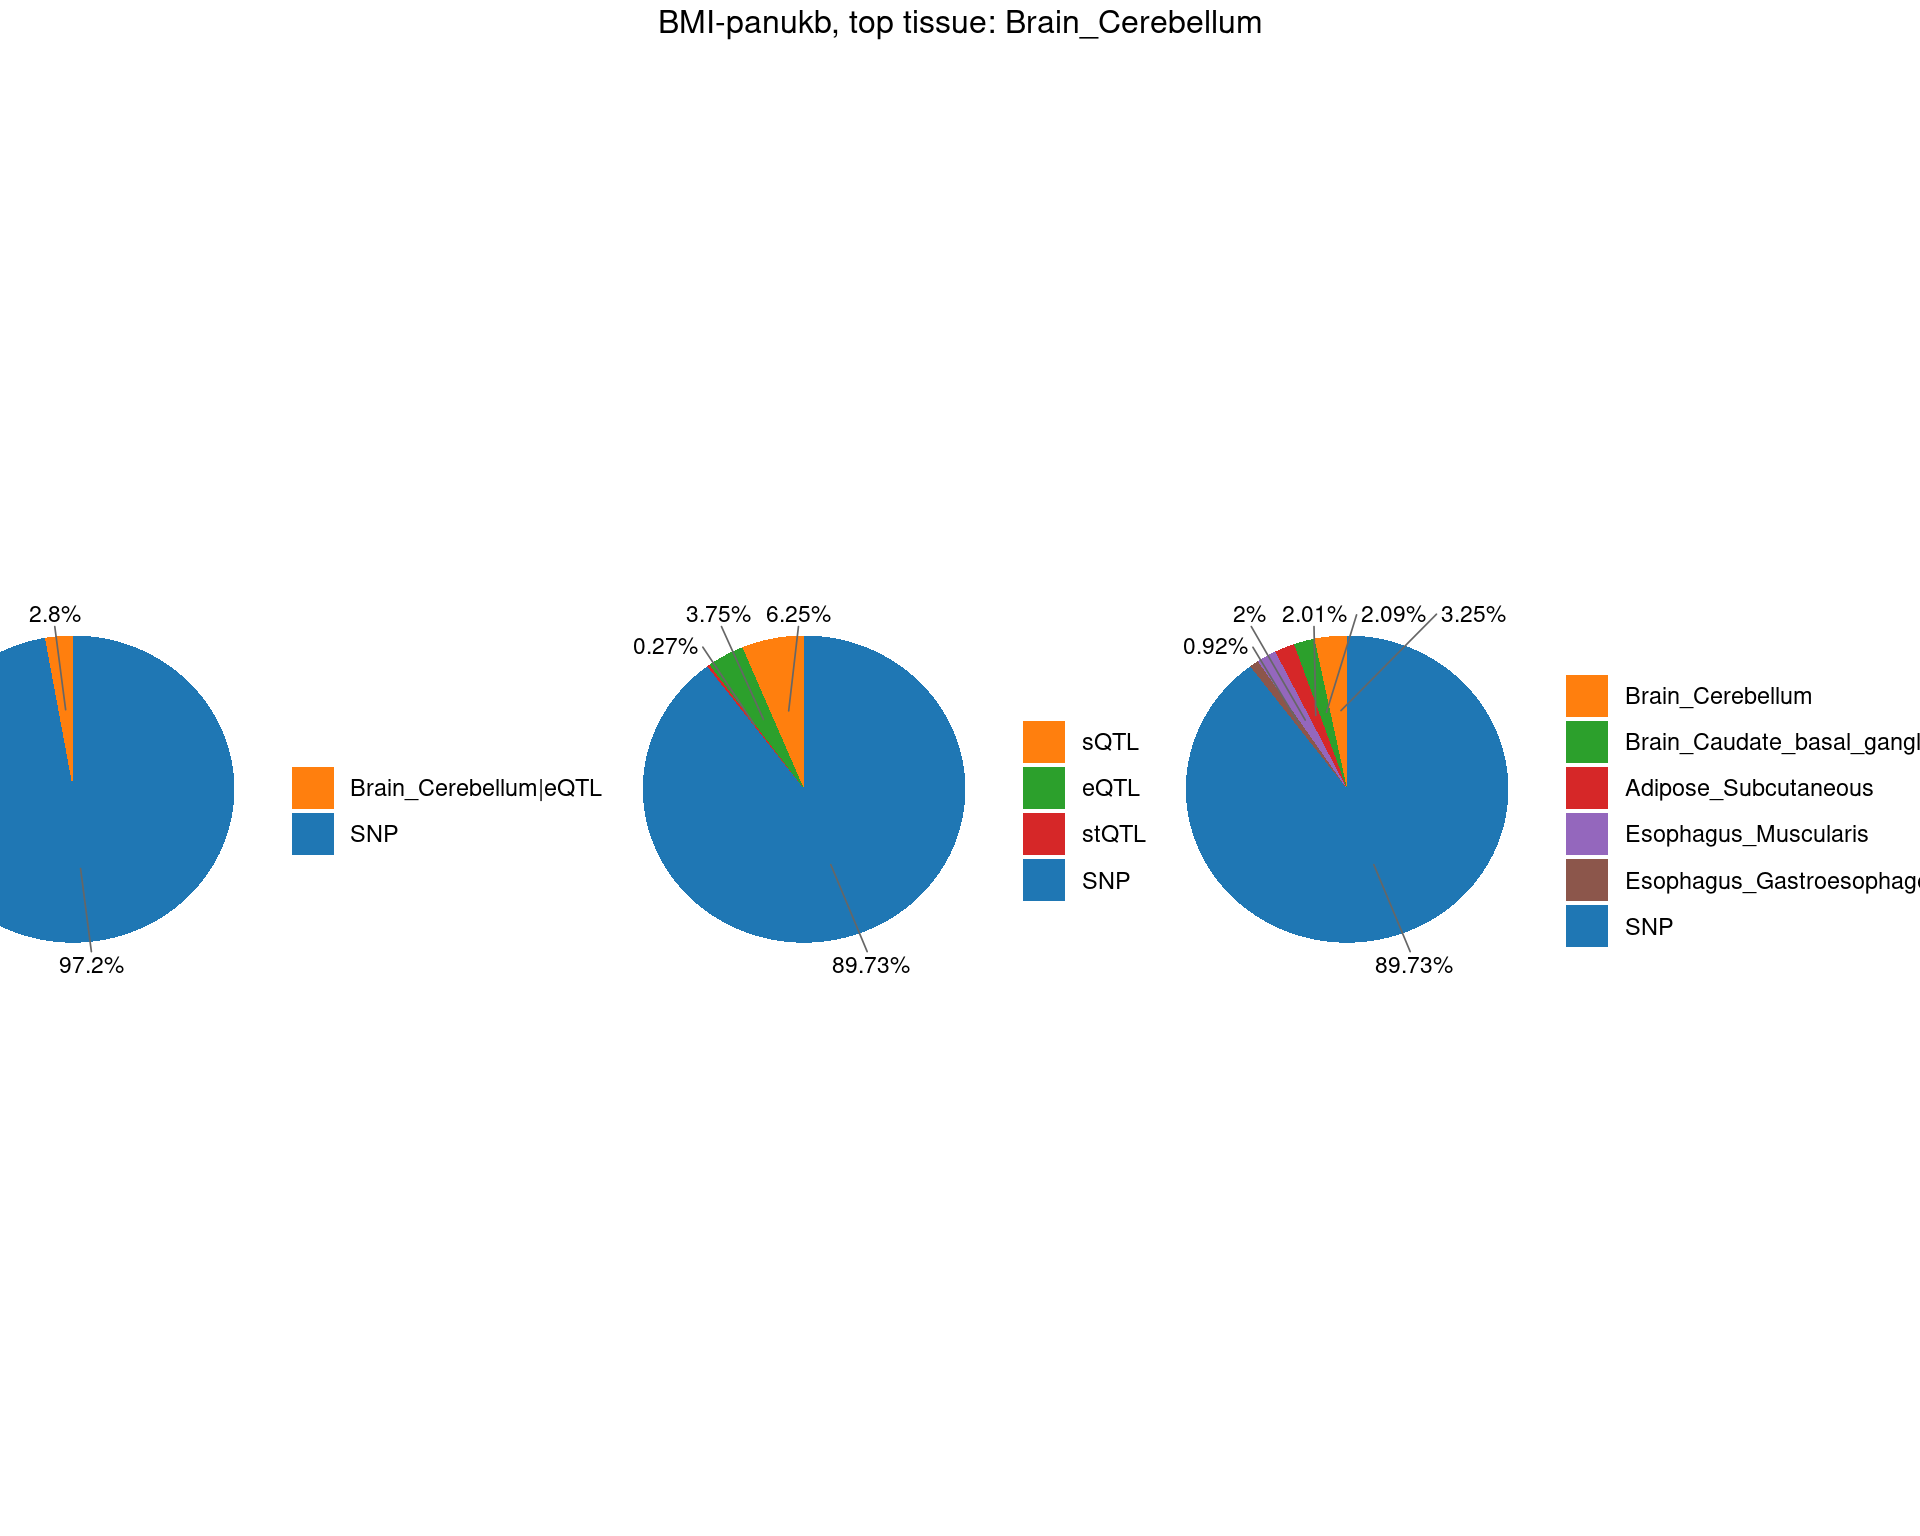 BMI-panukb, top tissue: Brain_Cerebellum
2.8%
97.2%
Brain_Cerebellum|eQTL
SNP
3.75% 6.25%
0.27%
89.73%
sQTL
eQTL
stQTL
SNP
2% 2.01% 2.09% 3.25%
0.92%
89.73%
Brain_Cerebellum
Brain_Caudate_basal_gangl
Adipose_Subcutaneous
Esophagus_Muscularis
Esophagus_Gastroesophage
SNP